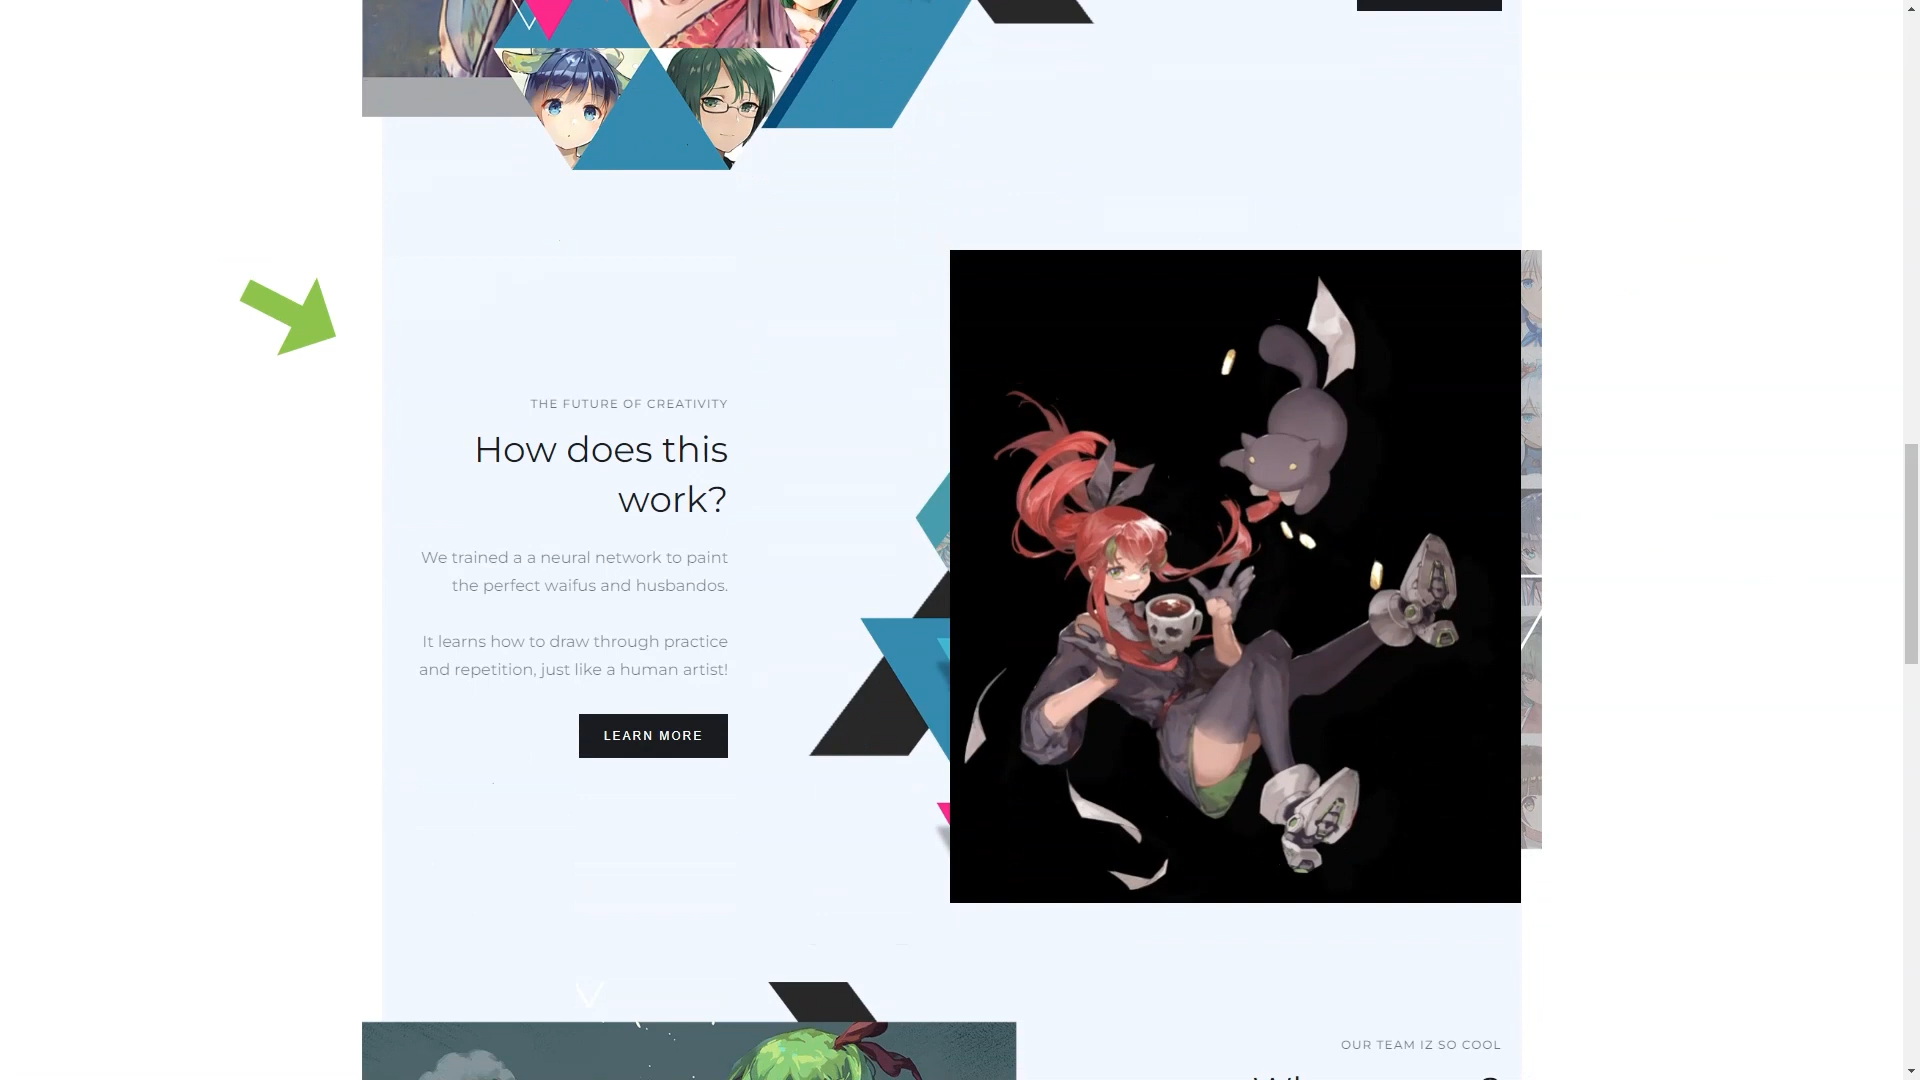 THE FUTURE OF CREATIVITY
How does this
work?
We trained a a neural network to paint
the perfect waifus and husbandos.
It learns how to draw through practice
and repetition, just like a human artist!
LEARN MORE
OUR TEAM IZ SO COOL